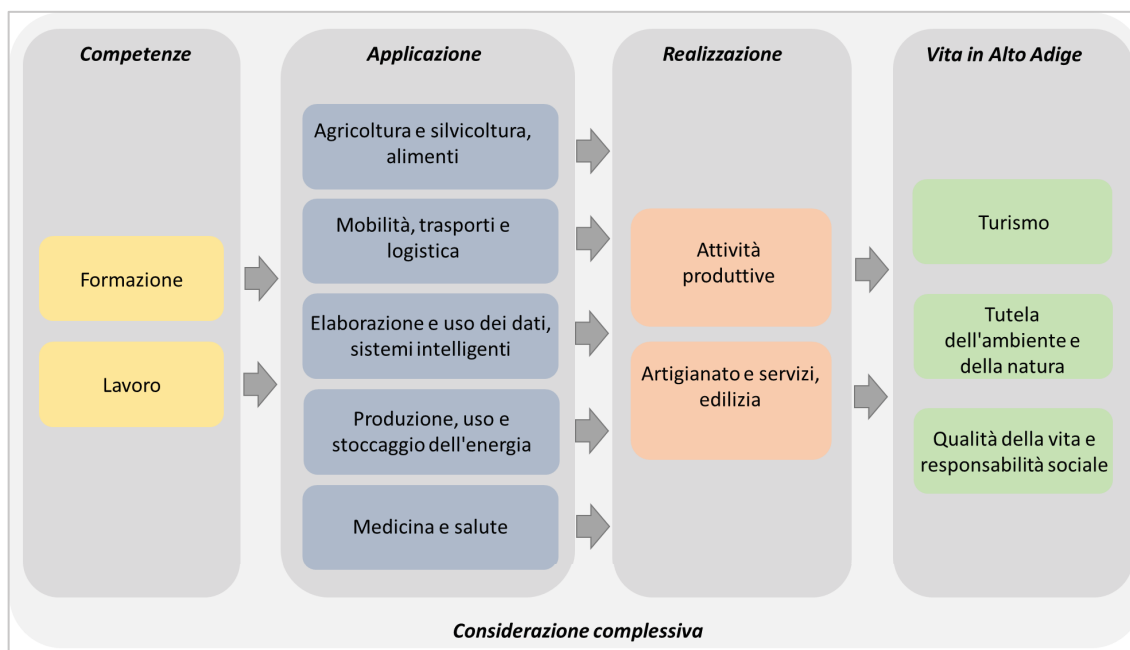 Competenze
Formazione
Lavoro
Applicazione
Agricoltura e silvicoltura,
alimenti
Mobilità, trasporti e
logistica
Elaborazione e uso dei dati,
sistemi intelligenti
Produzione, uso e
stoccaggio dell'energia
Medicina e salute
Realizzazione
Attività
produttive
Artigianato e servizi,
edilizia
Vita in Alto Adige
Turismo
Tutela
dell'ambiente e
della natura
Qualità della vita e
responsabilità sociale
Considerazione complessiva